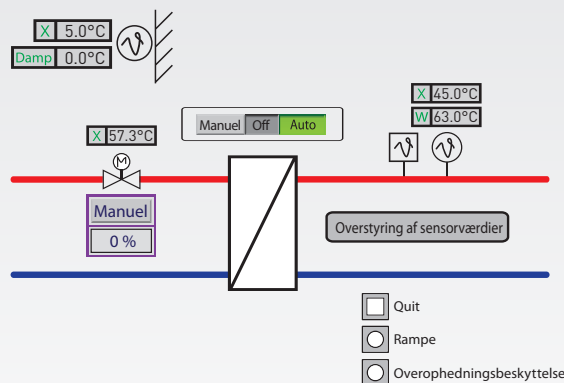 X 5.0°C
Damp 0.0°C
X 45.0°C
W 63.0°C
Manuel Off Auto
X 57.3°C
M
Manuel
0 %
Overstyring af sensorværdier
Quit
Rampe
Overophedningsbeskyttelse